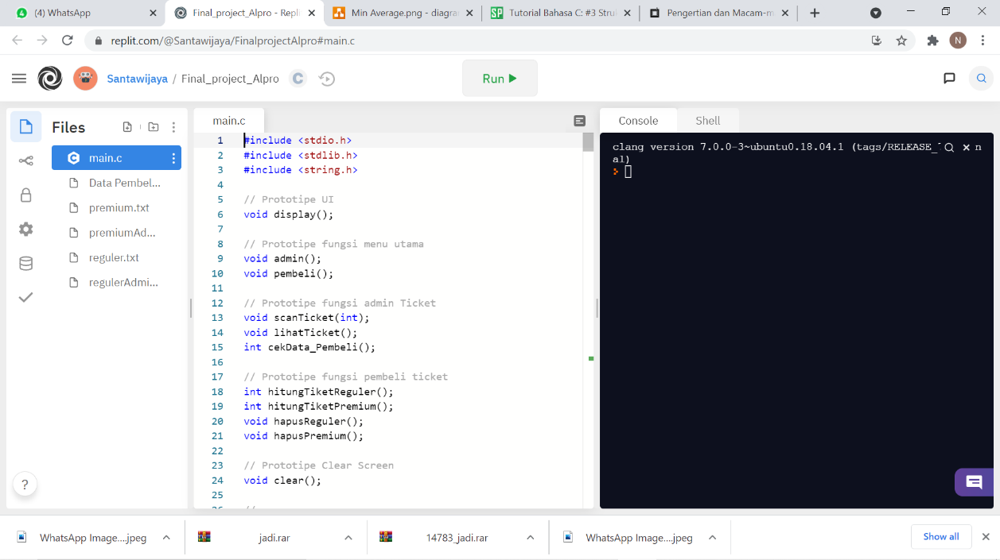 (4) WhatsApp
Final_project_Alpro - Repli
Min Average.png - diagra
Tutorial Bahasa C: #3 Stru
Pengertian dan Macam-m
replit.com/@Santawijaya/FinalprojectAlpro#main.c
N
Santawijaya / Final_project_Alpro
C
Run
Files
main.c
Data Pembel...
premium.txt
premiumAd...
reguler.txt
regulerAdmi...
main.c
1 #include <stdio.h>
2 #include <stdlib.h>
3 #include <string.h>
4
5 // Prototipe UI
6 void display();
7
8 // Prototipe fungsi menu utama
9 void admin();
10 void pembeli();
11
12 // Prototipe fungsi admin Ticket
13 void scanTicket(int);
14 void lihatTicket();
15 int cekData_Pembeli();
16
17 // Prototipe fungsi pembeli ticket
18 int hitungTiketReguler();
19 int hitungTiketPremium();
20 void hapusReguler();
21 void hapusPremium();
22
23 // Prototipe Clear Screen
24 void clear();
25
26 //
Console
Shell
clang version 7.0.0-3~ubuntu0.18.04.1 (tags/RELEASE_ n
al)
?
WhatsApp Image....jpeg
jadi.rar
14783_jadi.rar
WhatsApp Image....jpeg
Show all